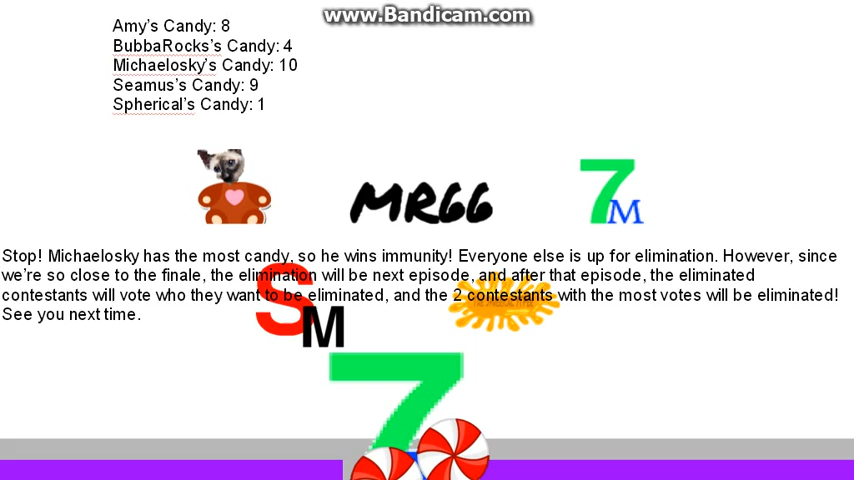 www.Bandicam.com
Amy's Candy: 8
BubbaRocks's Candy: 4
Michaelosky's Candy: 10
Seamus's Candy: 9
Spherical's Candy: 1
MR66
7M
Stop! Michaelosky has the most candy, so he wins immunity! Everyone else is up for elimination. However, since
we're so close to the finale, the elimination will be next episode, and after that episode, the eliminated
contestants will vote who they want to be eliminated, and the 2 contestants with the most votes will be eliminated!
See you next time.
SM
7